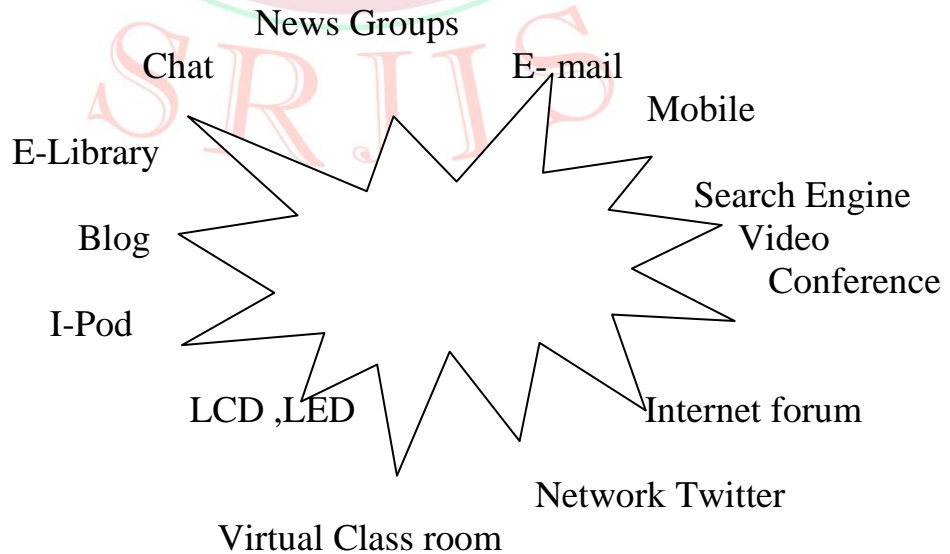 News Groups
Chat
E- mail
Mobile
E-Library
Search Engine
Blog
Video
Conference
I-Pod
LCD ,LED
Internet forum
Network Twitter
Virtual Class room
SRJIS